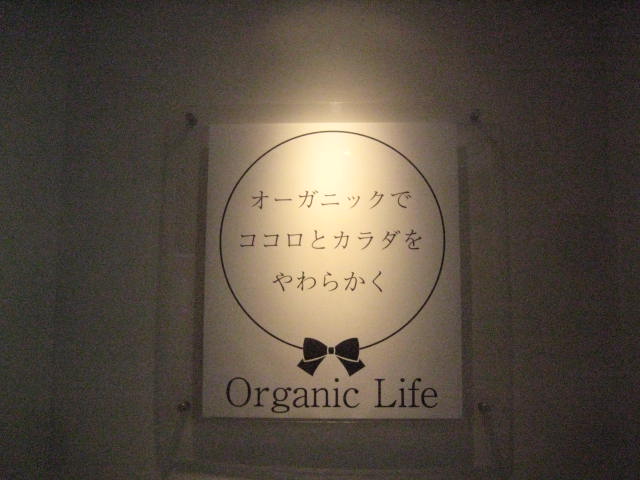 オーガニックで
ココロとカラダを
やわらかく
Organic Life